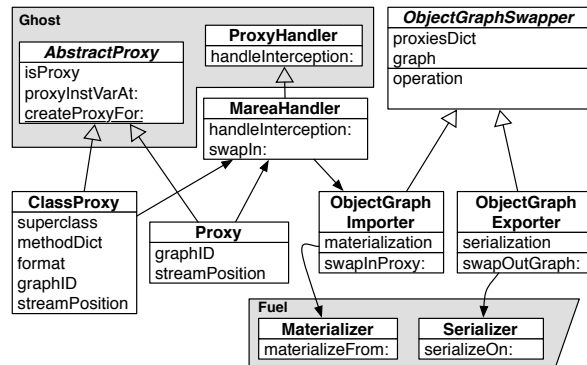 Ghost
AbstractProxy
isProxy
proxyInstVarAt:
createProxyFor:
ProxyHandler
handleInterception:
ObjectGraphSwapper
proxiesDict
graph
operation
MareaHandler
handleInterception:
swapIn:
ClassProxy
superclass
methodDict
format
graphID
streamPosition
Proxy
graphID
streamPosition
ObjectGraph
Importer
materialization
swapInProxy:
ObjectGraph
Exporter
serialization
swapOutGraph:
Fuel
Materializer
materializeFrom:
Serializer
serializeOn: